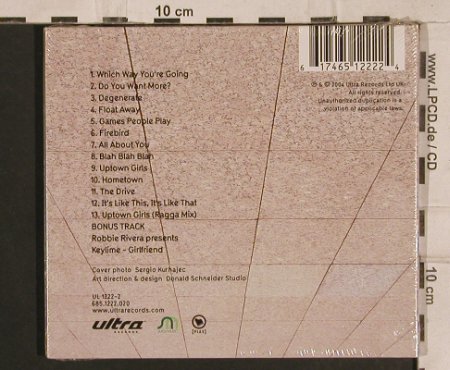 10 cm
1. Which Way You're Going
2. Do You Want More?
3. Degenerate
4. Float Away
5. Games People Play
6. Firebird
7. All About You
8. Blah Blah Blah
9. Uptown Girls
10. Hometown
11. The Drive
12. It's Like This, It's Like That
13. Uptown Girls (Ragga Mix)
BONUS TRACK
Robbie Rivera presents
Keylime - Girlfriend
Cover photo Sergio Kurhajec
Art direction & design Donald Schneider Studio
UL 1222-2
685.1222.020
www.ultrarecords.com
ultra
records
[PIAS]
6 17465 12222 4
℗ & © 2004 Ultra Records Ltd UK
All rights reserved.
Unauthorized duplication is a
violation of applicable laws.
www.LPCD.de / CD
10 cm